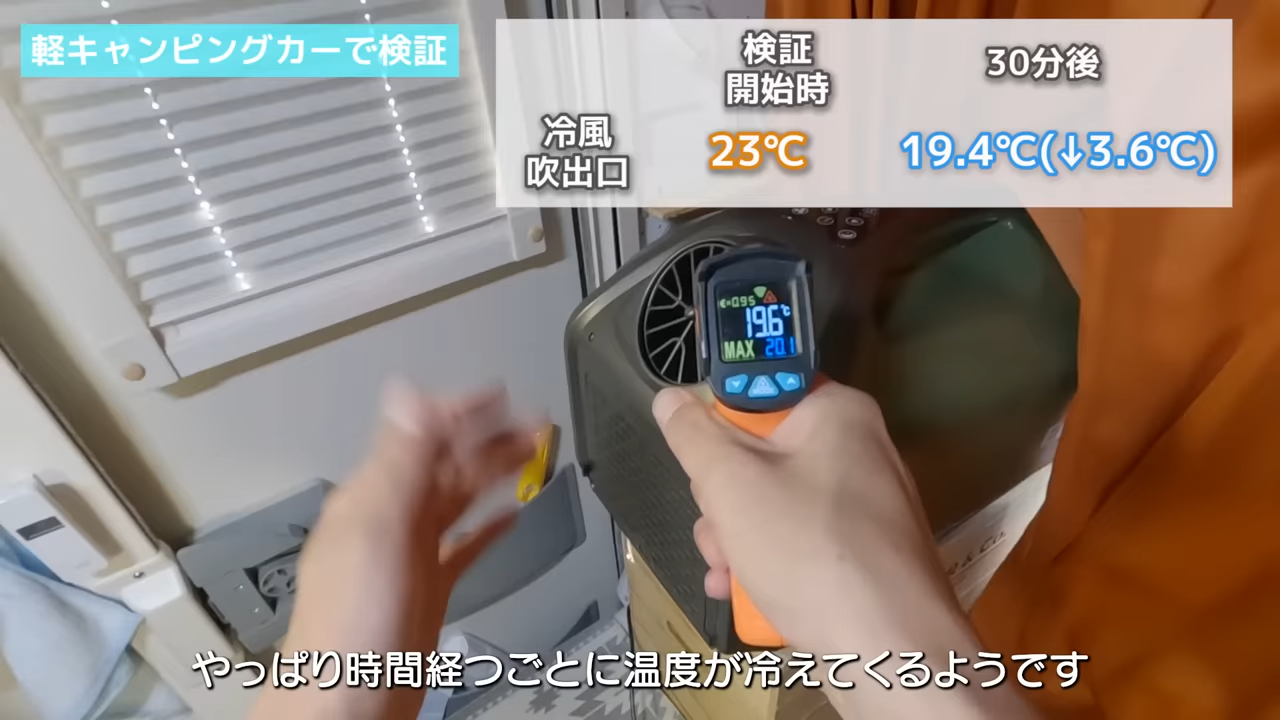 軽キャンピングカーで検証
検証
開始時
30分後
冷風
吹出口
23℃
19.4℃(↓3.6℃)
ε=0.95
19.6℃
MAX 20.1
& Co.
やっぱり時間経つごとに温度が冷えてくるようです